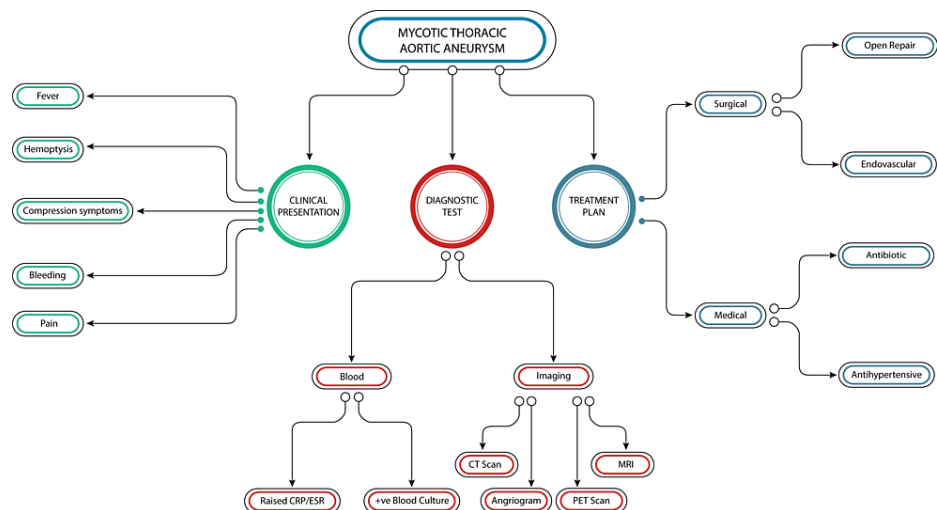 MYCOTIC THORACIC
AORTIC ANEURYSM
Fever
Hemoptysis
Compression symptoms
Bleeding
Pain
CLINICAL
PRESENTATION
DIAGNOSTIC
TEST
TREATMENT
PLAN
Surgical
Open Repair
Endovascular
Medical
Antibiotic
Antihypertensive
Blood
Raised CRP/ESR
+ve Blood Culture
Imaging
CT Scan
Angriogram
PET Scan
MRI